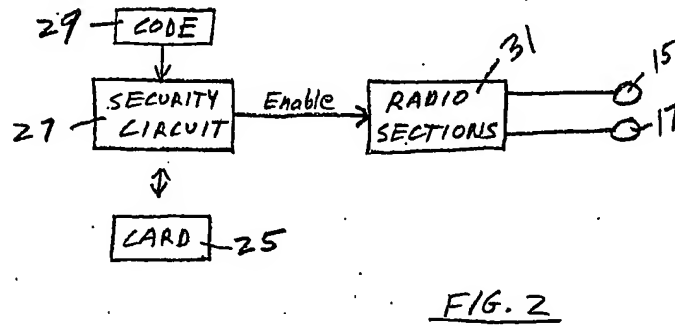 29 CODE
31
15
SECURITY CIRCUIT
Enable
RADIO SECTIONS
27
17
CARD 25
FIG. 2